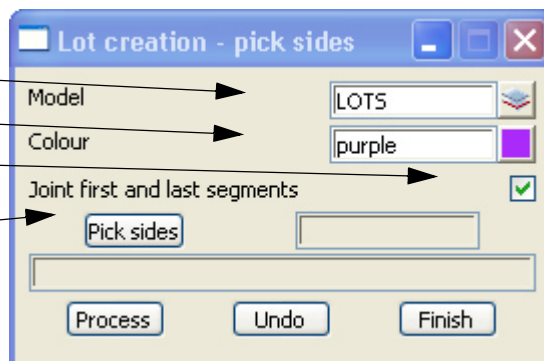 Lot creation - pick sides
Model LOTS
Colour purple
Joint first and last segments
Pick sides
Process Undo Finish